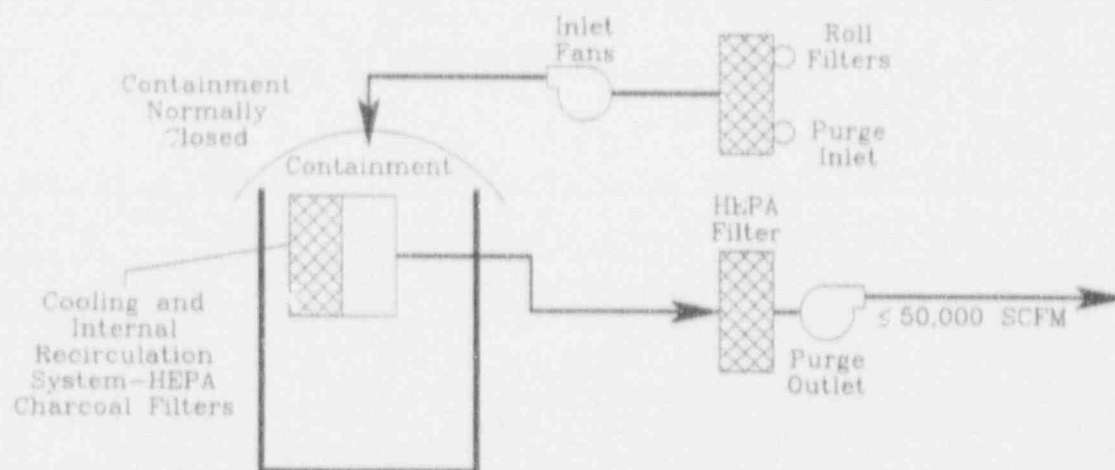 Inlet
Fans
Roll
Filters
Containment
Normally
Closed
Purge
Inlet
Containment
HEPA
Filter
Cooling and
Internal
Recirculation
System-HEPA
Charcoal Filters
≤ 50,000 SCFM
Purge
Outlet